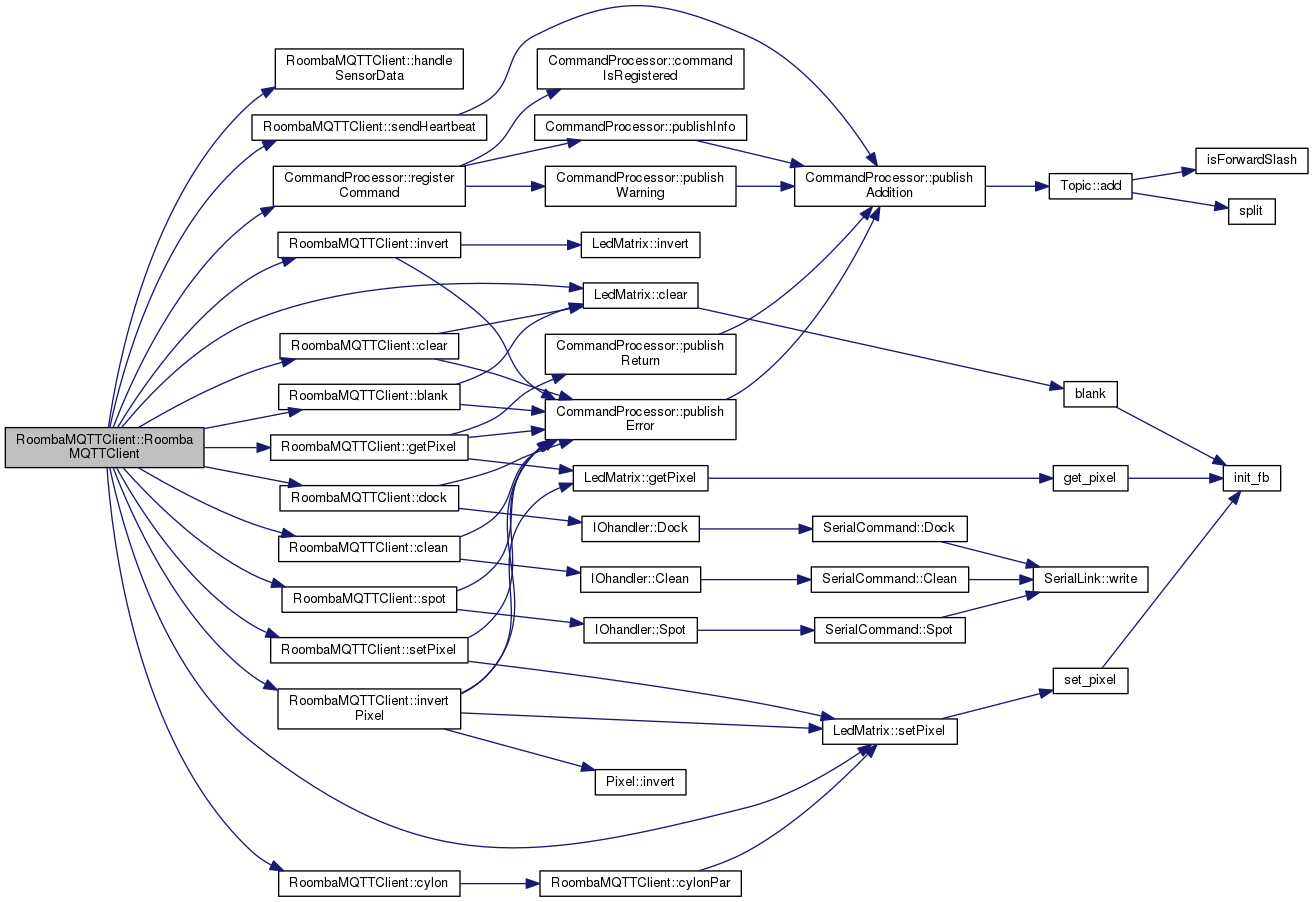 RoombaMQTTClient::Roomba
MQTTClient
RoombaMQTTClient::handle
SensorData
RoombaMQTTClient::sendHeartbeat
CommandProcessor::register
Command
RoombaMQTTClient::invert
RoombaMQTTClient::clear
RoombaMQTTClient::blank
RoombaMQTTClient::getPixel
RoombaMQTTClient::dock
RoombaMQTTClient::clean
RoombaMQTTClient::spot
RoombaMQTTClient::setPixel
RoombaMQTTClient::invert
Pixel
RoombaMQTTClient::cylon
CommandProcessor::command
IsRegistered
CommandProcessor::publishInfo
CommandProcessor::publish
Warning
LedMatrix::invert
LedMatrix::clear
CommandProcessor::publish
Return
CommandProcessor::publish
Error
LedMatrix::getPixel
IOhandler::Dock
IOhandler::Clean
IOhandler::Spot
Pixel::invert
RoombaMQTTClient::cylonPar
CommandProcessor::publish
Addition
SerialCommand::Dock
SerialCommand::Clean
SerialCommand::Spot
LedMatrix::setPixel
Topic::add
blank
get_pixel
SerialLink::write
set_pixel
isForwardSlash
split
init_fb